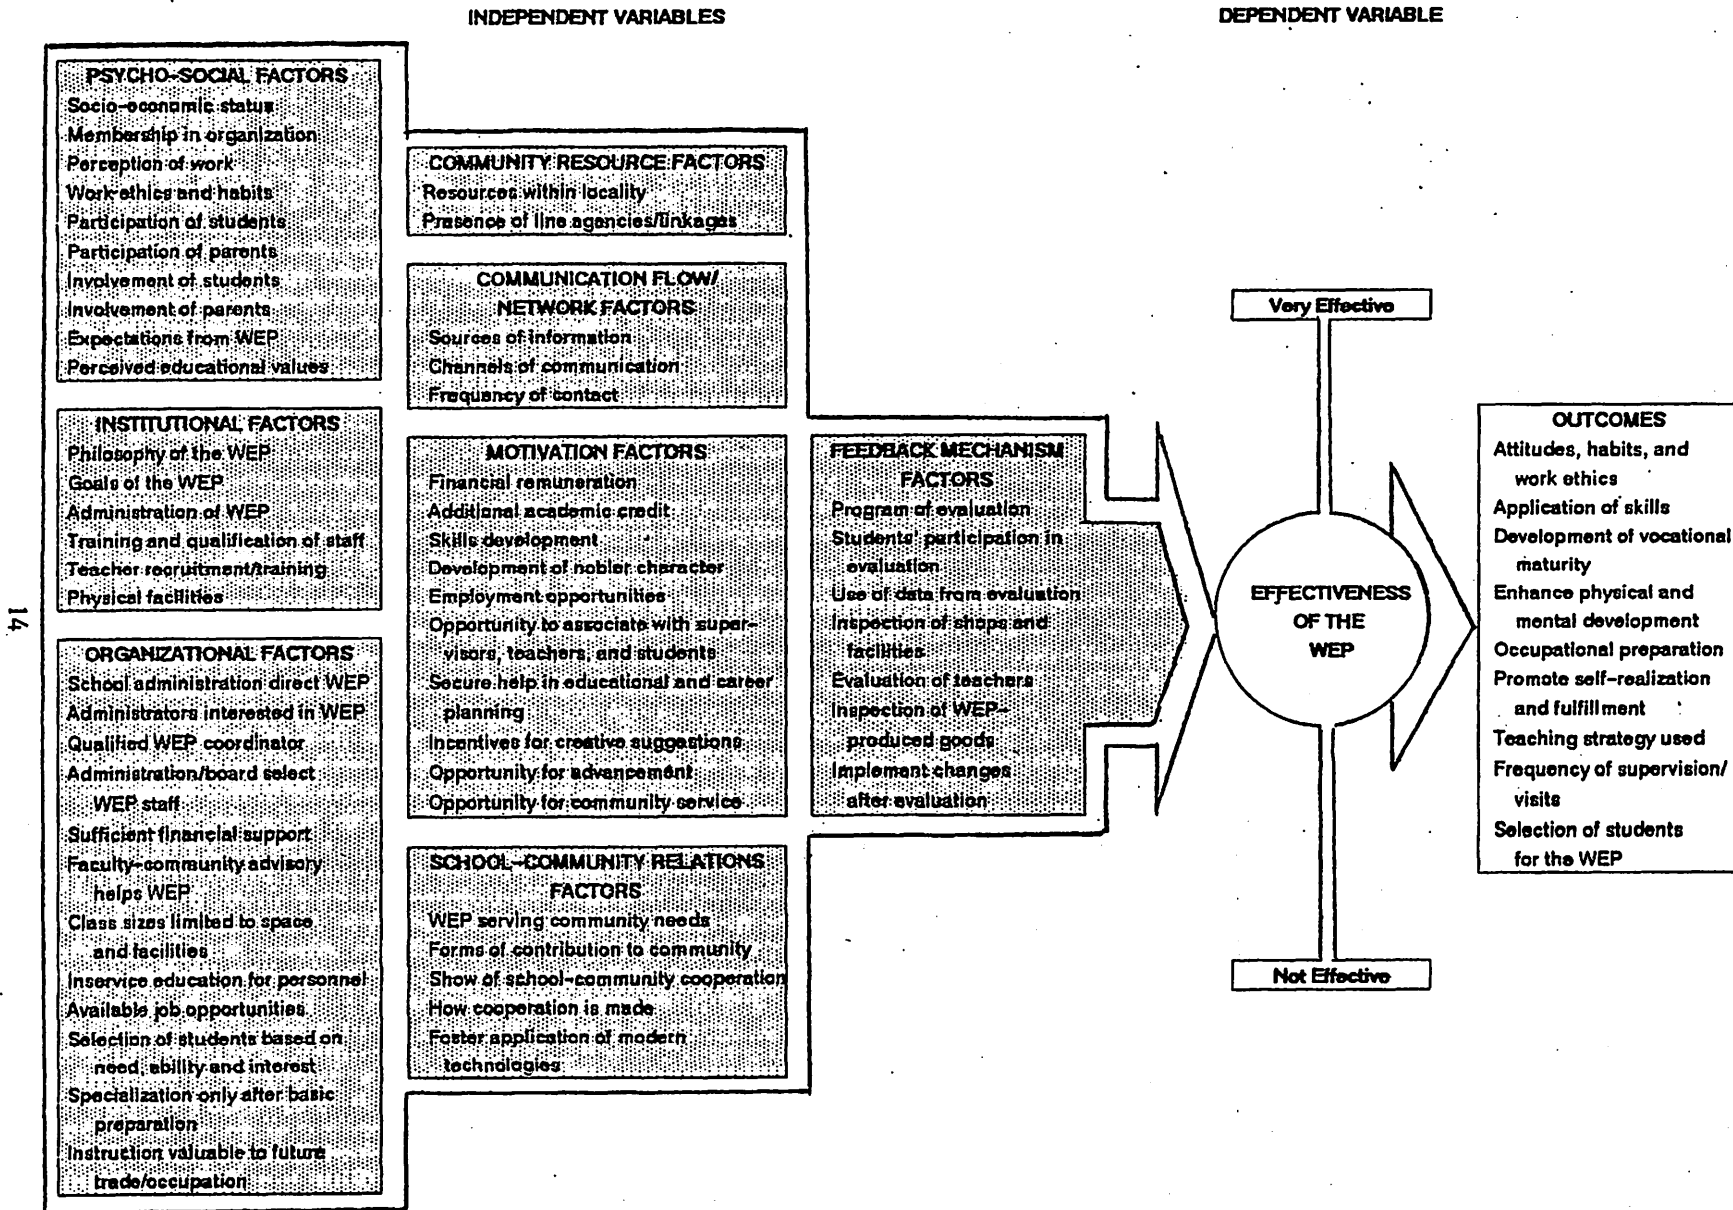 INDEPENDENT VARIABLES
DEPENDENT VARIABLE
PSYCHO-SOCIAL FACTORS
Socio-economic status
Membership in organization
Perception of work
Work ethics and habits
Participation of students
Participation of parents
Involvement of students
Involvement of parents
Expectations from WEP
Perceived educational values
INSTITUTIONAL FACTORS
Philosophy of the WEP
Goals of the WEP
Administration of WEP
Training and qualification of staff
Teacher recruitment/training
Physical facilities
ORGANIZATIONAL FACTORS
School administration direct WEP
Administrators interested in WEP
Qualified WEP coordinator
Administration/board select
WEP staff
Sufficient financial support
Faculty-community advisory
helps WEP
Class sizes limited to space
and facilities
Inservice education for personnel
Available job opportunities
Selection of students based on
need, ability and interest
Specialization only after basic
preparation
Instruction valuable to future
trade/occupation
COMMUNITY RESOURCE FACTORS
Resources within locality
Presence of line agencies/linkages
COMMUNICATION FLOW/
NETWORK FACTORS
Sources of information
Channels of communication
Frequency of contact
MOTIVATION FACTORS
Financial remuneration
Additional academic credit
Skills development
Development of nobler character
Employment opportunities
Opportunity to associate with super-
visors, teachers, and students
Secure help in educational and career
planning
Incentives for creative suggestions
Opportunity for advancement
Opportunity for community service
SCHOOL-COMMUNITY RELATIONS
FACTORS
WEP serving community needs
Forms of contribution to community
Show of school-community cooperation
How cooperation is made
Foster application of modern
technologies
FEEDBACK MECHANISM
FACTORS
Program of evaluation
Students' participation in
evaluation
Use of data from evaluation
Inspection of shops and
facilities
Evaluation of teachers
Inspection of WEP-
produced goods
Implement changes
after evaluation
Very Effective
EFFECTIVENESS
OF THE
WEP
Not Effective
OUTCOMES
Attitudes, habits, and
work ethics
Application of skills
Development of vocational
maturity
Enhance physical and
mental development
Occupational preparation
Promote self-realization
and fulfillment
Teaching strategy used
Frequency of supervision/
visits
Selection of students
for the WEP
14